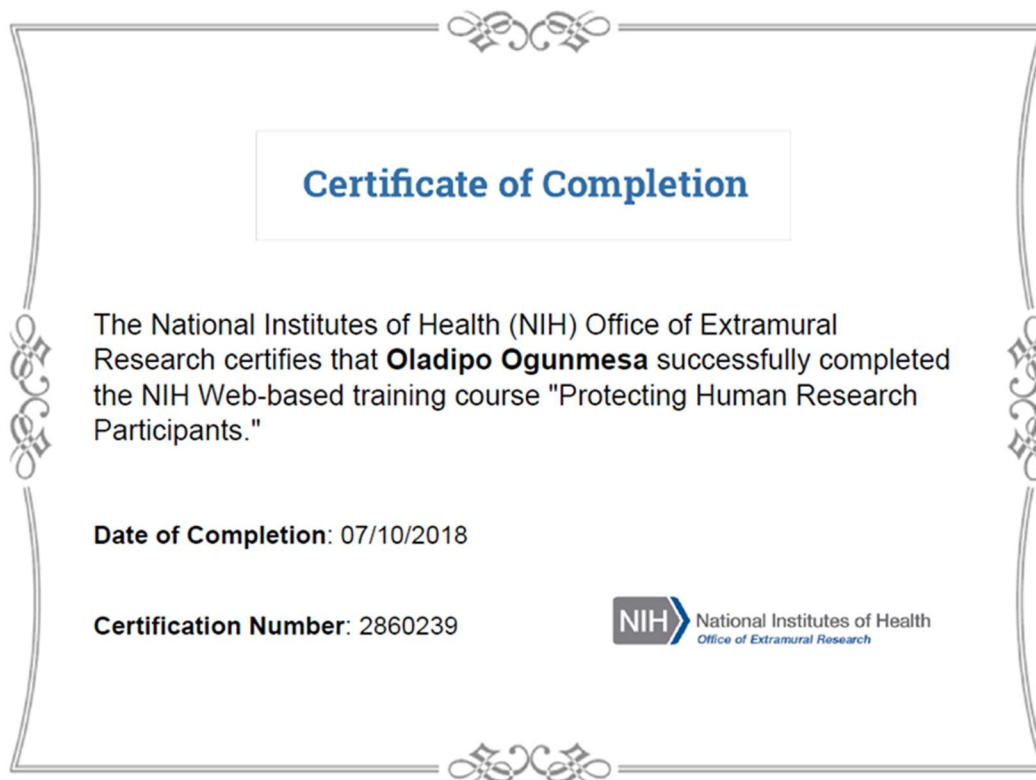 Certificate of Completion
The National Institutes of Health (NIH) Office of Extramural
Research certifies that Oladipo Ogunmesa successfully completed
the NIH Web-based training course "Protecting Human Research
Participants."
Date of Completion: 07/10/2018
Certification Number: 2860239
NIH National Institutes of Health
Office of Extramural Research